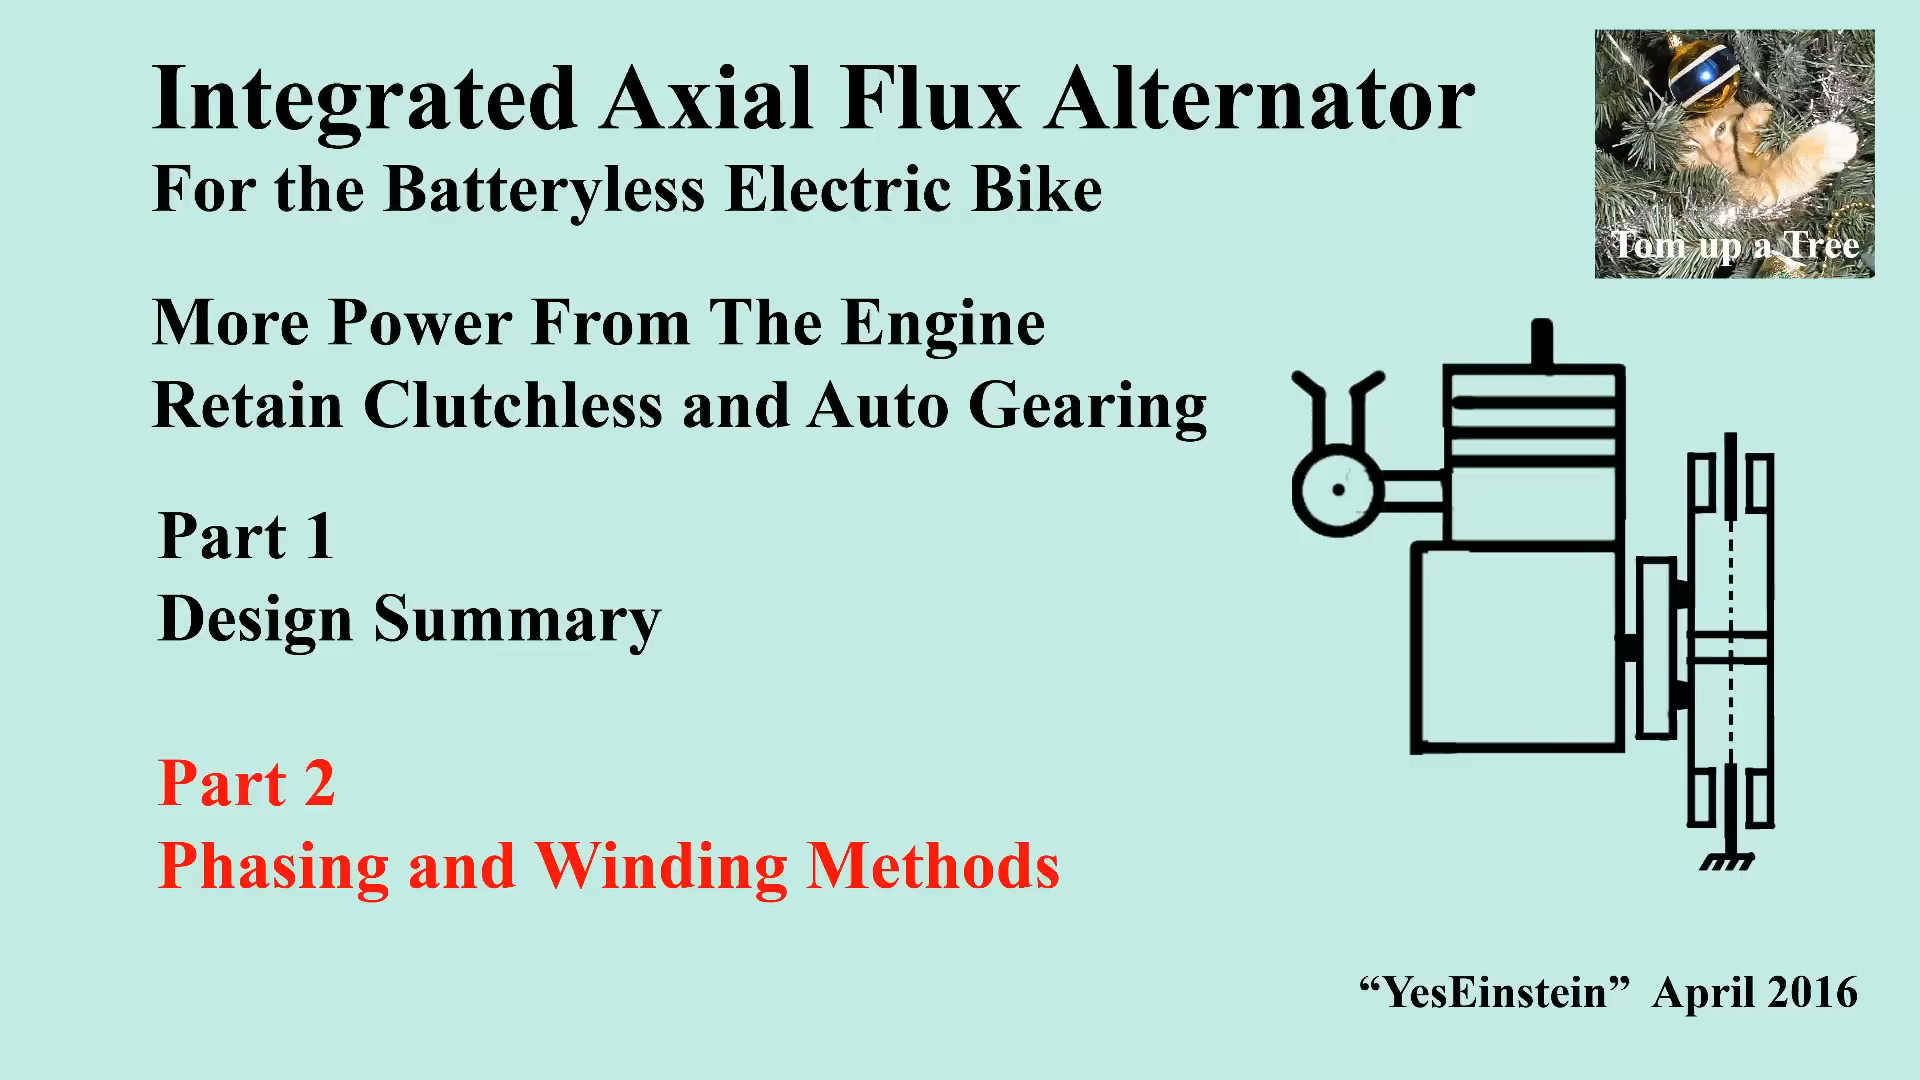 Integrated Axial Flux Alternator
For the Batteryless Electric Bike
Tom up a Tree
More Power From The Engine
Retain Clutchless and Auto Gearing
Part 1
Design Summary
Part 2
Phasing and Winding Methods
“YesEinstein” April 2016